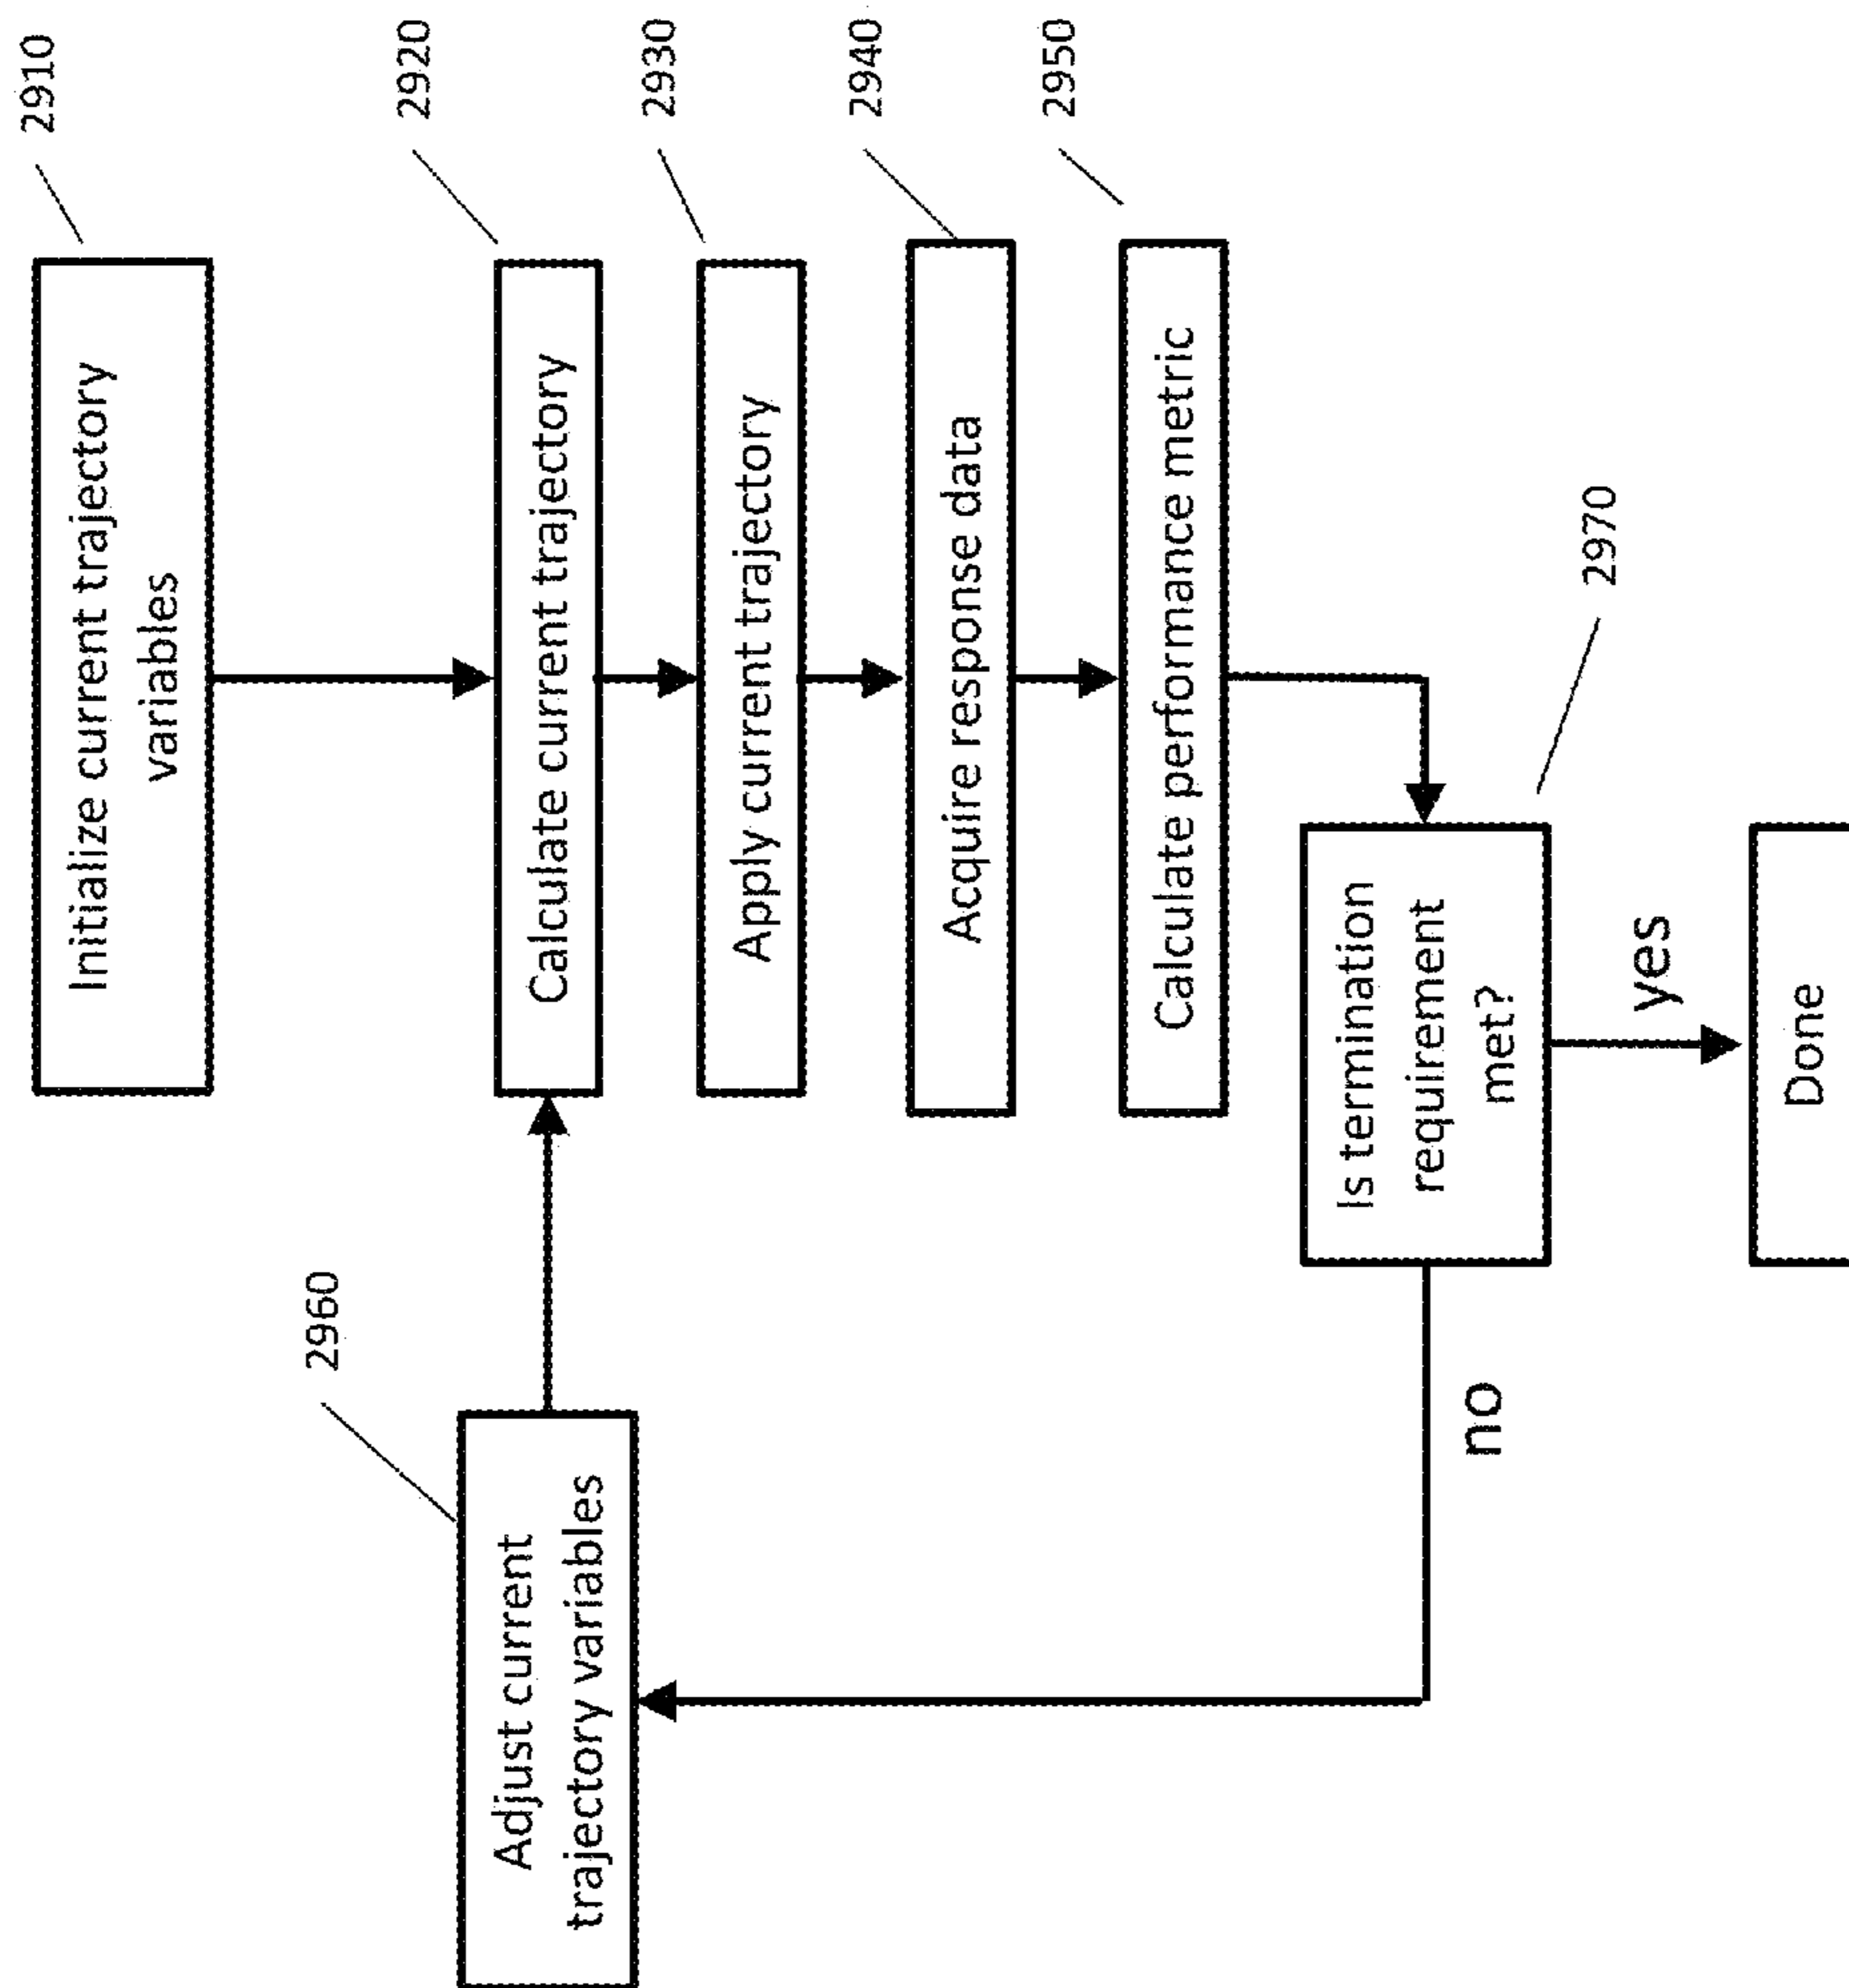 2910
Initialize current trajectory
variables
2920
Calculate current trajectory
2930
Apply current trajectory
2940
Acquire response data
2950
Calculate performance metric
2960
Adjust current
trajectory variables
2970
Is termination
requirement
met?
no
yes
Done